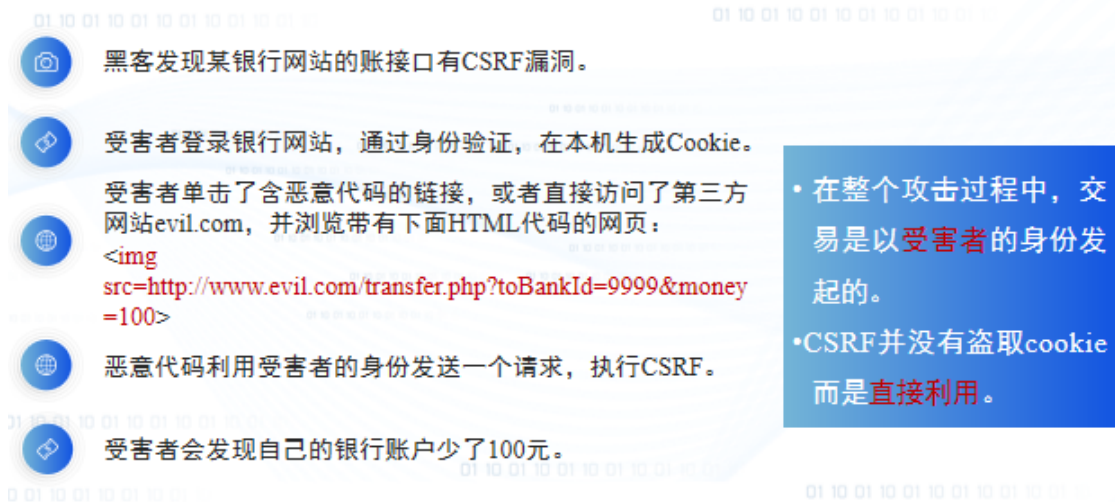 黑客发现某银行网站的账接口有CSRF漏洞。
受害者登录银行网站，通过身份验证，在本机生成Cookie。
受害者单击了含恶意代码的链接，或者直接访问了第三方
网站evil.com，并浏览带有下面HTML代码的网页：
<img
src=http://www.evil.com/transfer.php?toBankId=9999&money
=100>
恶意代码利用受害者的身份发送一个请求，执行CSRF。
受害者会发现自己的银行账户少了100元。
• 在整个攻击过程中，交
易是以受害者的身份发
起的。
•CSRF并没有盗取cookie
而是直接利用。